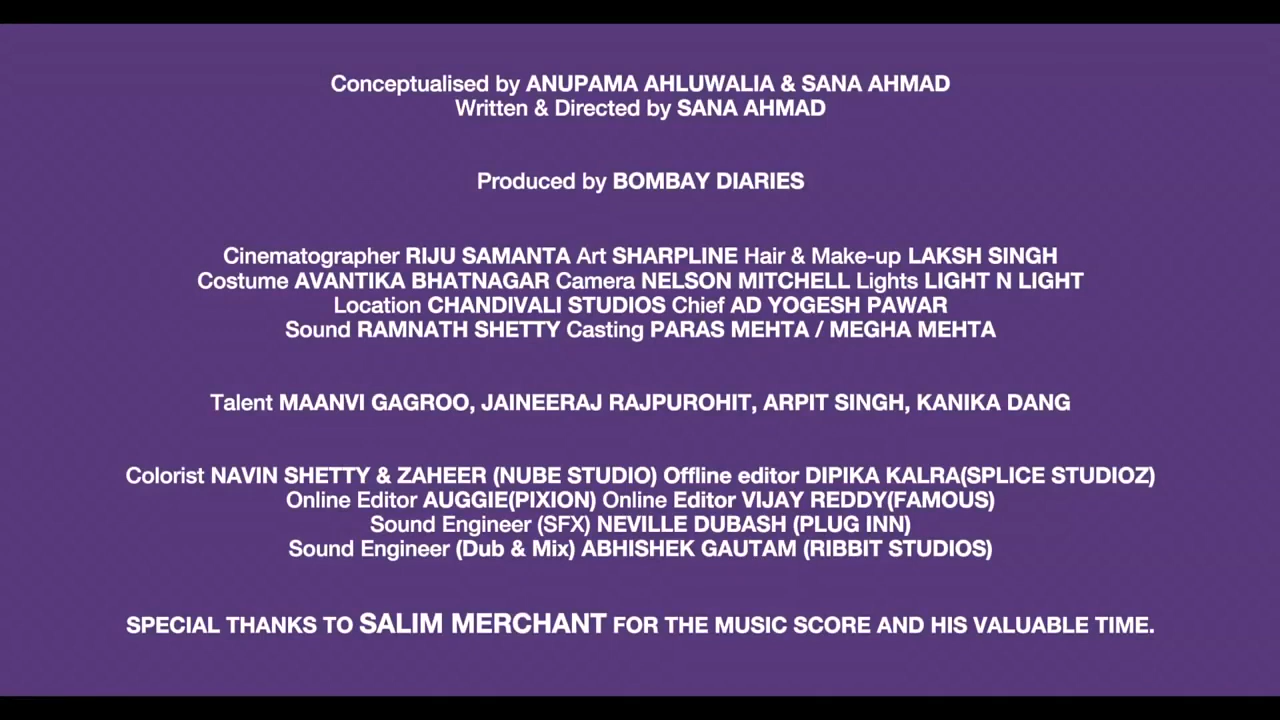 Conceptualised by ANUPAMA AHLUWALIA & SANA AHMAD
Written & Directed by SANA AHMAD
Produced by BOMBAY DIARIES
Cinematographer RIJU SAMANTA Art SHARPLINE Hair & Make-up LAKSH SINGH
Costume AVANTIKA BHATNAGAR Camera NELSON MITCHELL Lights LIGHT N LIGHT
Location CHANDIVALI STUDIOS Chief AD YOGESH PAWAR
Sound RAMNATH SHETTY Casting PARAS MEHTA / MEGHA MEHTA
Talent MAANVI GAGROO, JAINEERAJ RAJPUROHIT, ARPIT SINGH, KANIKA DANG
Colorist NAVIN SHETTY & ZAHEER (NUBE STUDIO) Offline editor DIPIKA KALRA(SPLICE STUDIOZ)
Online Editor AUGGIE(PIXION) Online Editor VIJAY REDDY(FAMOUS)
Sound Engineer (SFX) NEVILLE DUBASH (PLUG INN)
Sound Engineer (Dub & Mix) ABHISHEK GAUTAM (RIBBIT STUDIOS)
SPECIAL THANKS TO SALIM MERCHANT FOR THE MUSIC SCORE AND HIS VALUABLE TIME.